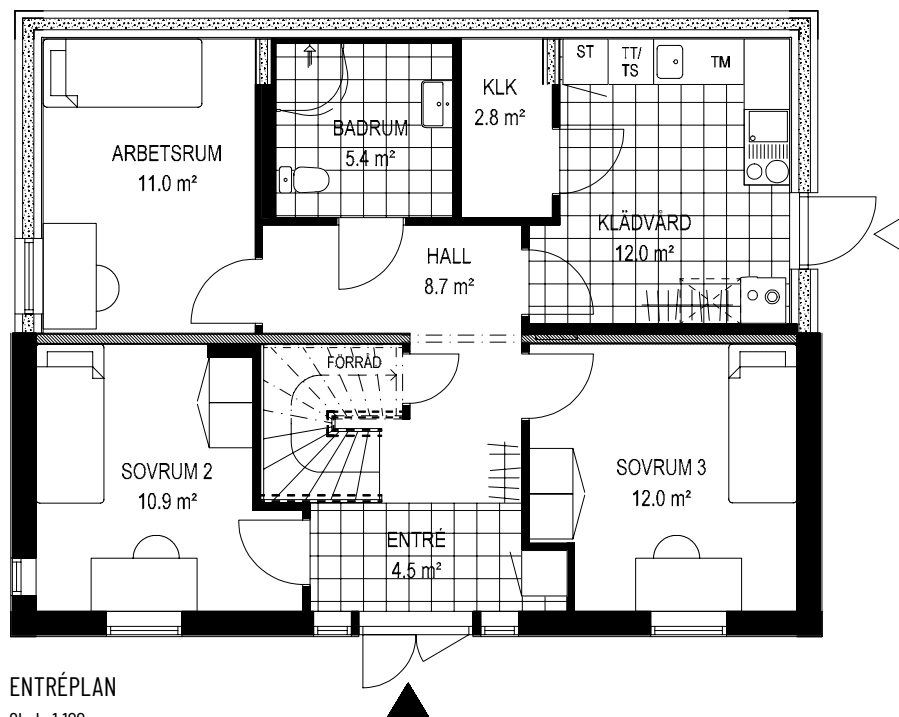 ST
TT/
TS
TM
KLK
2.8 m²
BADRUM
5.4 m²
ARBETSRUM
11.0 m²
KLÄDVÅRD
12.0 m²
HALL
8.7 m²
FÖRRÅD
SOVRUM 2
10.9 m²
SOVRUM 3
12.0 m²
ENTRÉ
4.5 m²
ENTRÉPLAN